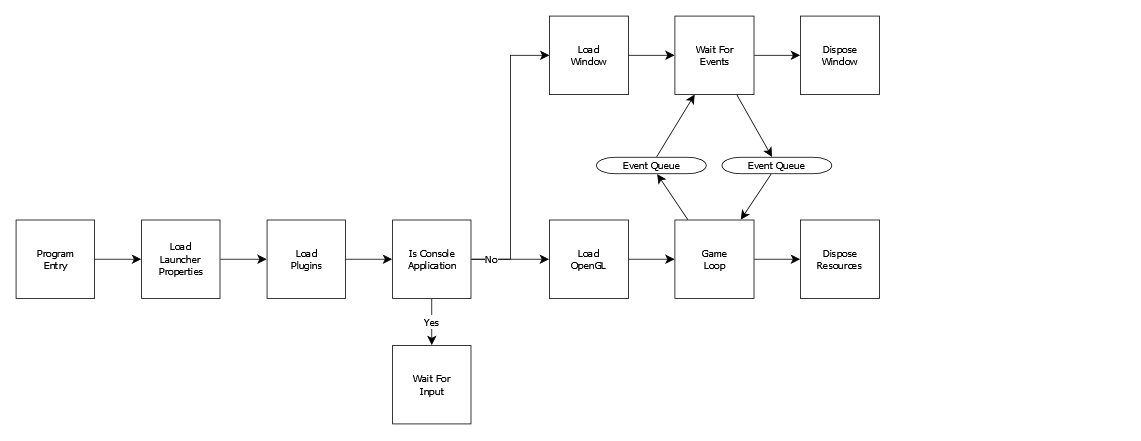 Load
Window
Wait For
Events
Dispose
Window
Event Queue
Event Queue
Program
Entry
Load
Launcher
Properties
Load
Plugins
Is Console
Application
No
Load
OpenGL
Game
Loop
Dispose
Resources
Yes
Wait For
Input